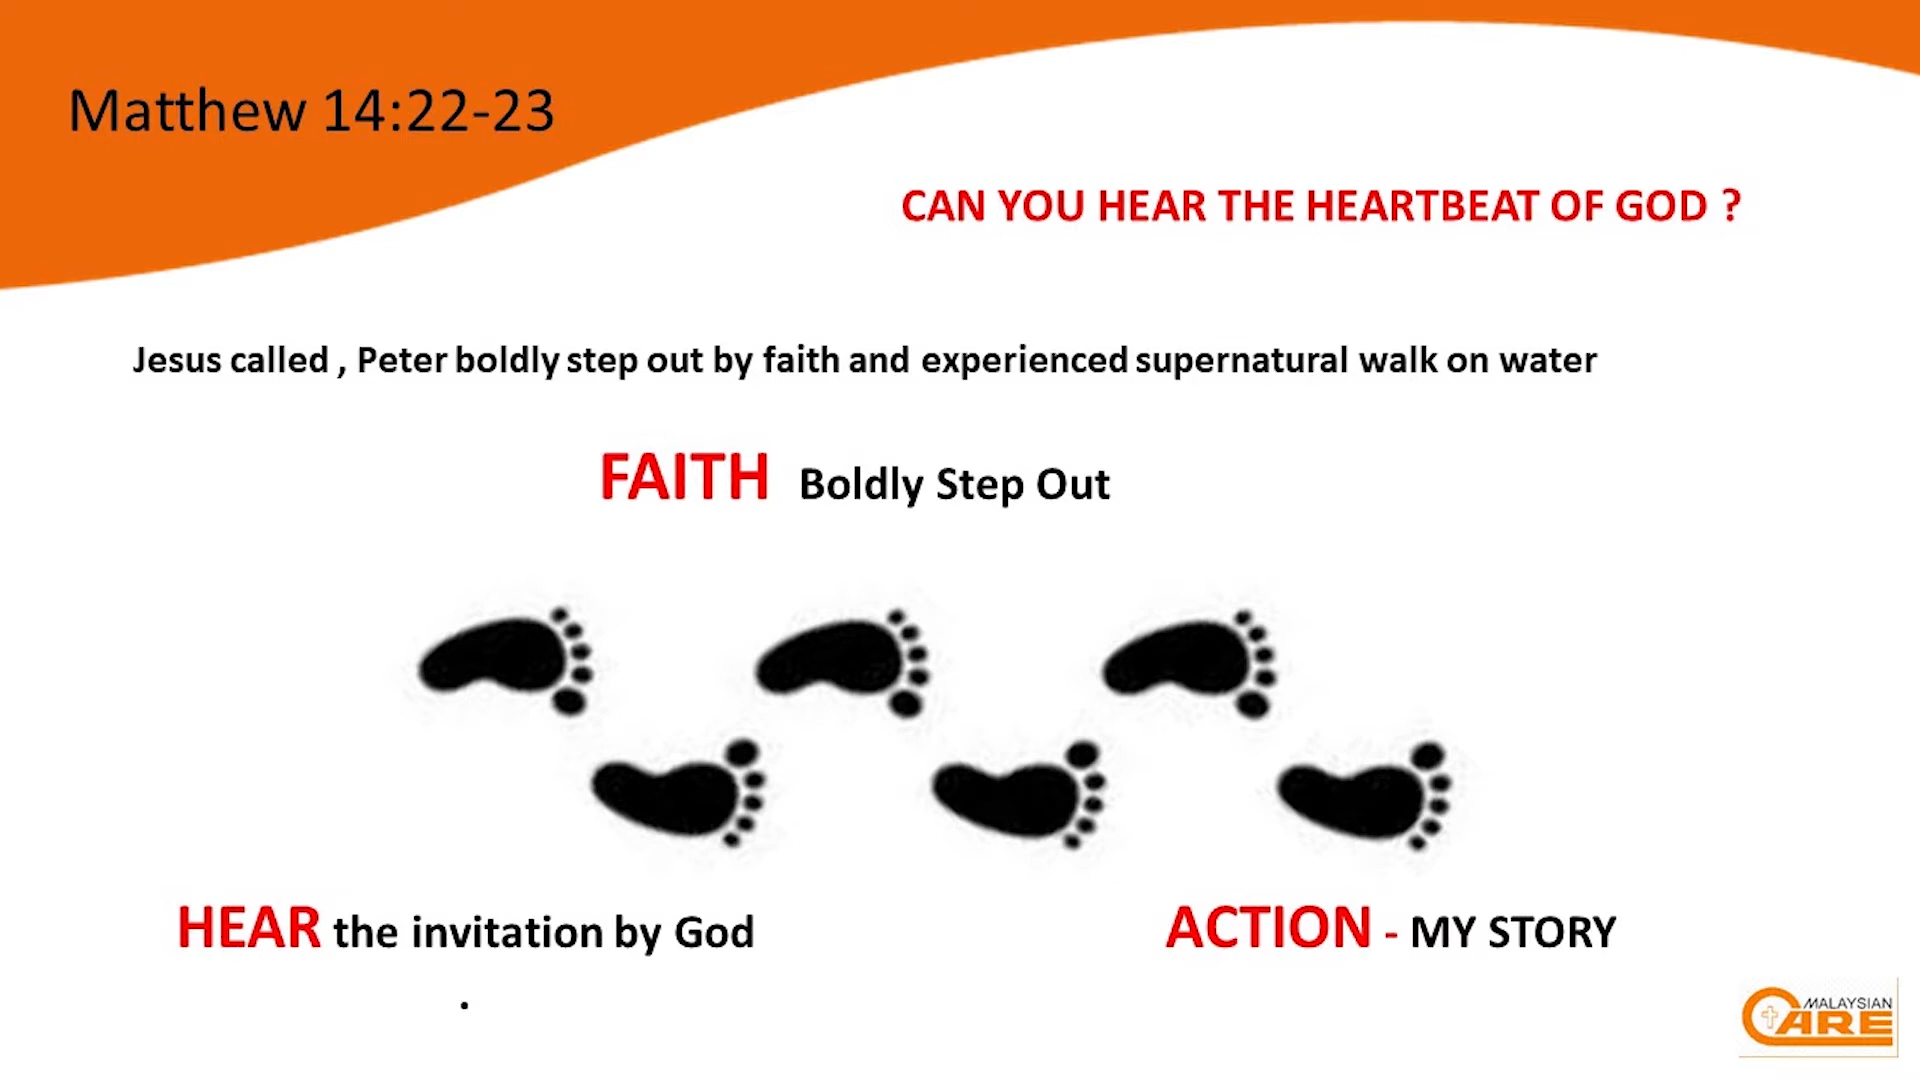 Matthew 14:22-23
CAN YOU HEAR THE HEARTBEAT OF GOD ?
Jesus called , Peter boldly step out by faith and experienced supernatural walk on water
FAITH Boldly Step Out
HEAR the invitation by God
ACTION - MY STORY
.
MALAYSIAN
CARE